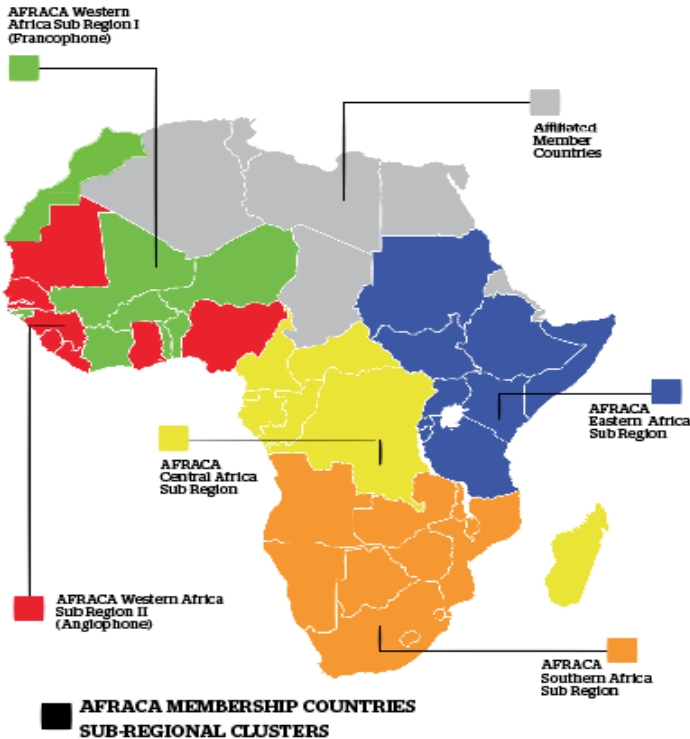 AFRACA Western
Africa Sub Region I
(Francophone)
Affiliated
Member
Countries
AFRACA
Eastern Africa
Sub Region
AFRACA
Central Africa
Sub Region
AFRACA Western Africa
Sub Region II
(Anglophone)
AFRACA
Southern Africa
Sub Region
AFRACA MEMBERSHIP COUNTRIES
SUB-REGIONAL CLUSTERS